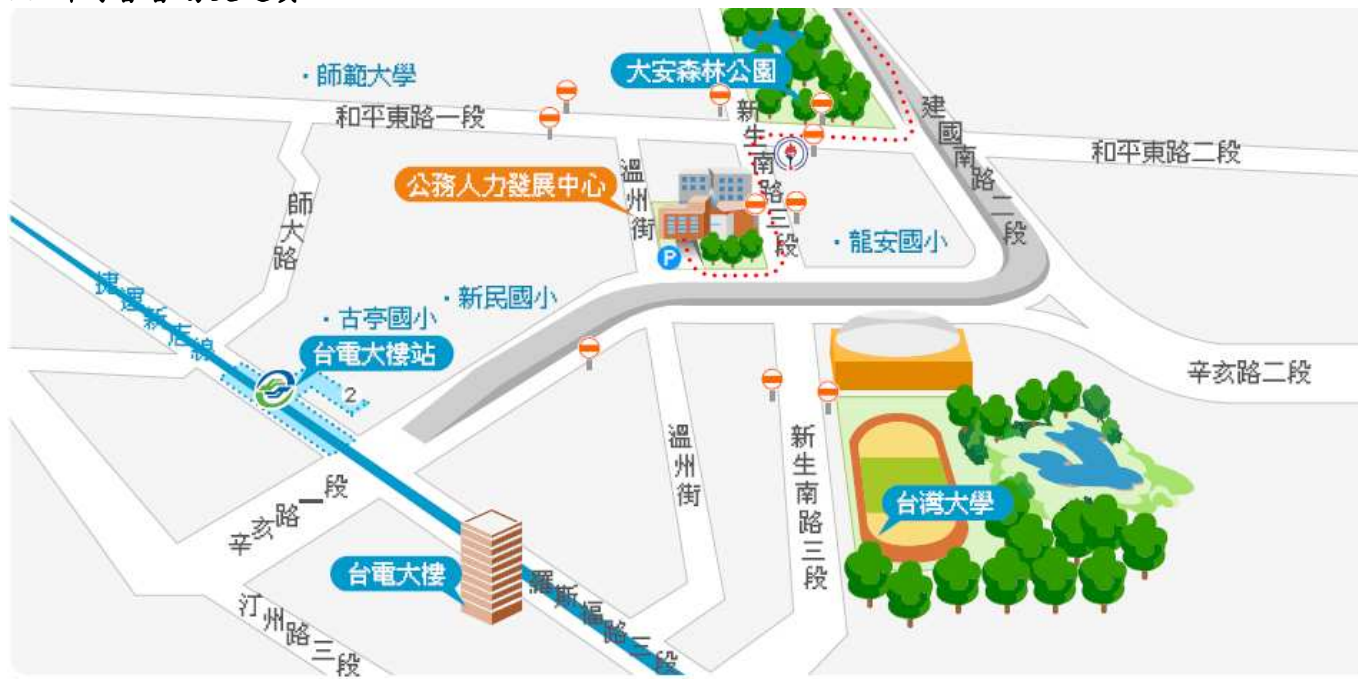 大安森林公園
・師範大學
和平東路一段
新生南路三段
建國南路二段
和平東路二段
溫州街
公務人力發展中心
師大路
P
・龍安國小
捷運新店線
・新民國小
・古亭國小
台電大樓站
2
辛亥路二段
溫州街
新生南路三段
台灣大學
辛亥路一段
台電大樓
羅斯福路三段
汀州路三段